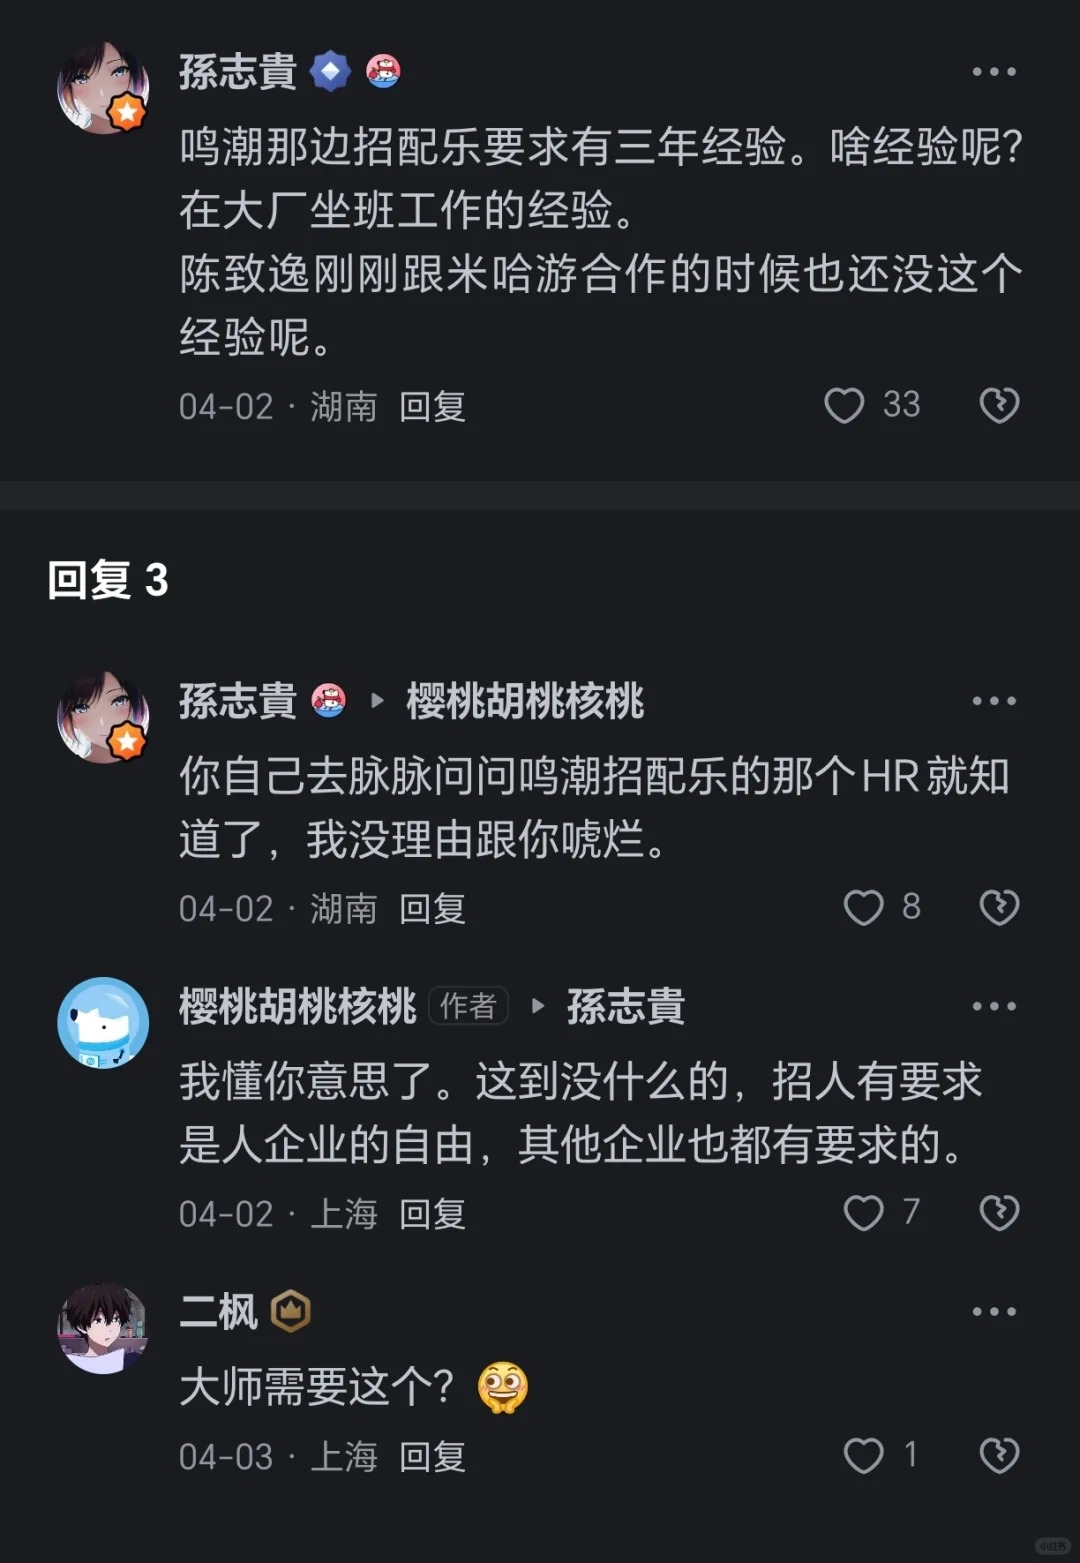 孫志貴
鸣潮那边招配乐要求有三年经验。啥经验呢?
在大厂坐班工作的经验。
陈致逸刚刚跟米哈游合作的时候也还没这个
经验呢。
04-02 · 湖南 回复 33
回复 3
孫志貴 樱桃胡桃核桃
你自己去脉脉问问鸣潮招配乐的那个HR就知
道了，我没理由跟你唬烂。
04-02 · 湖南 回复 8
樱桃胡桃核桃 作者 孫志貴
我懂你意思了。这到没什么的，招人有要求
是人企业的自由，其他企业也都有要求的。
04-02 · 上海 回复 7
二枫
大师需要这个?
04-03 · 上海 回复 1
小红书